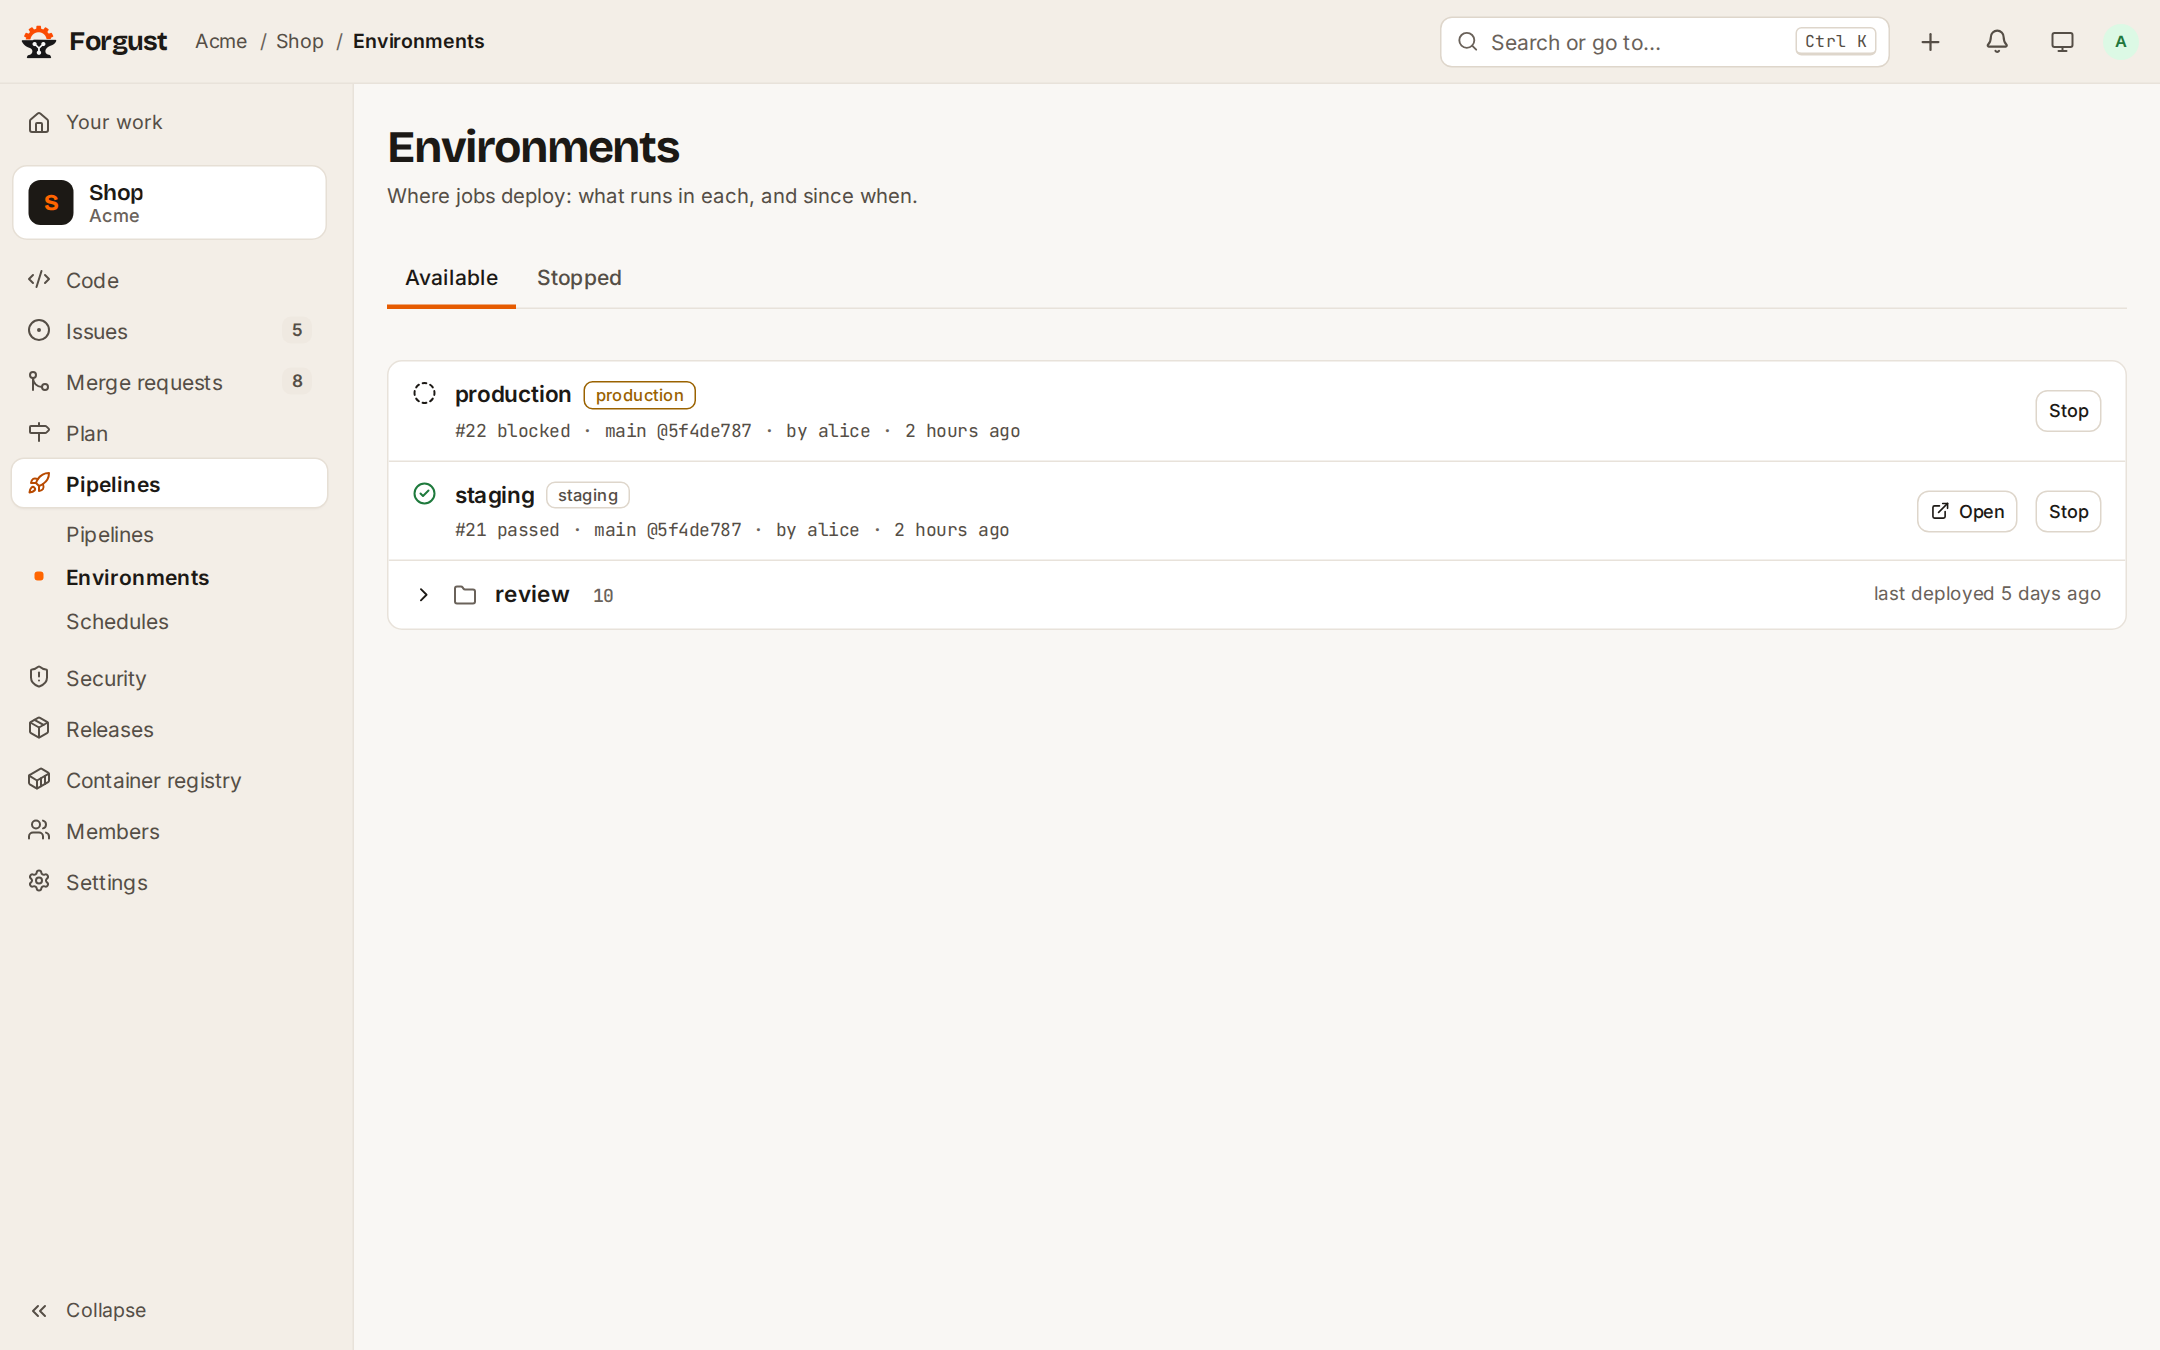 Forgust
Acme / Shop / Environments
Search or go to...
Ctrl K
A
Your work
S
Shop
Acme
Code
Issues 5
Merge requests 8
Plan
Pipelines
Pipelines
Environments
Schedules
Security
Releases
Container registry
Members
Settings
Collapse
Environments
Where jobs deploy: what runs in each, and since when.
Available Stopped
production production
#22 blocked · main @5f4de787 · by alice · 2 hours ago
Stop
staging staging
#21 passed · main @5f4de787 · by alice · 2 hours ago
Open Stop
review 10
last deployed 5 days ago